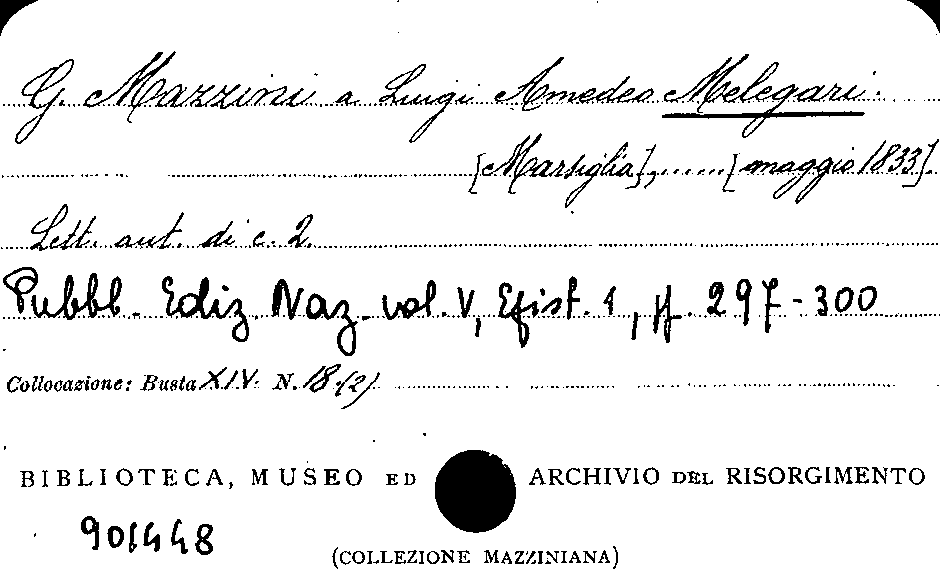 G. Mazzini a Luigi Amedeo Melegari.
[Marsiglia], ...... [maggio 1833].
Lett. aut. di c. 2.
Pubbl. Ediz. Naz. vol. V, Epist. 1, pp. 297-300
Collocazione: Busta XIV. N. 18.(2)
BIBLIOTECA, MUSEO ED ARCHIVIO DEL RISORGIMENTO
901448
(COLLEZIONE MAZZINIANA)